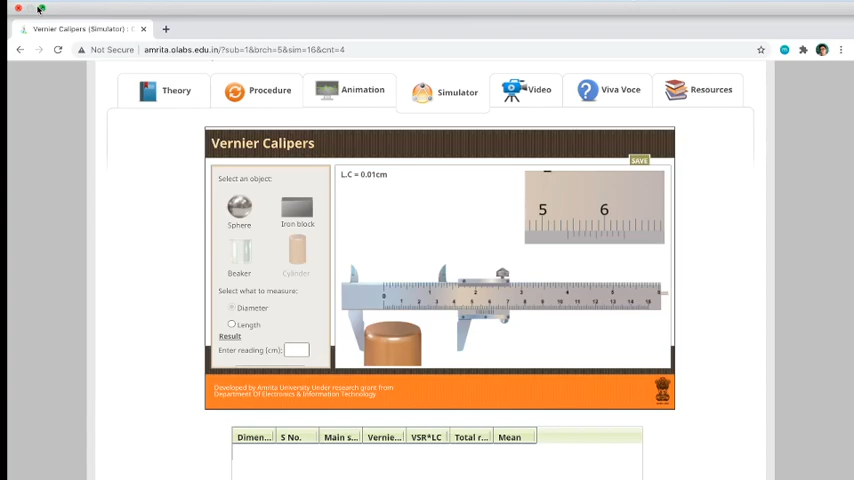 Vernier Calipers (Simulator) : C
Not Secure | amrita.olabs.edu.in/?sub=1&brch=5&sim=16&cnt=4
Theory
Procedure
Animation
Simulator
Video
Viva Voce
Resources
Vernier Calipers
SAVE
Select an object:
L.C = 0.01cm
5 6
Sphere
Iron block
Beaker
Cylinder
Select what to measure:
Diameter
Length
Result
Enter reading (cm):
Developed by Amrita University Under research grant from
Department Of Electronics & Information Technology
Dimen... S No. Main s... Vernie... VSR*LC Total r... Mean